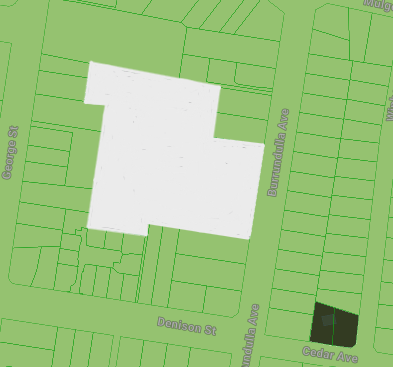 George St
Burrundulla Ave
Denison St
Cedar Ave